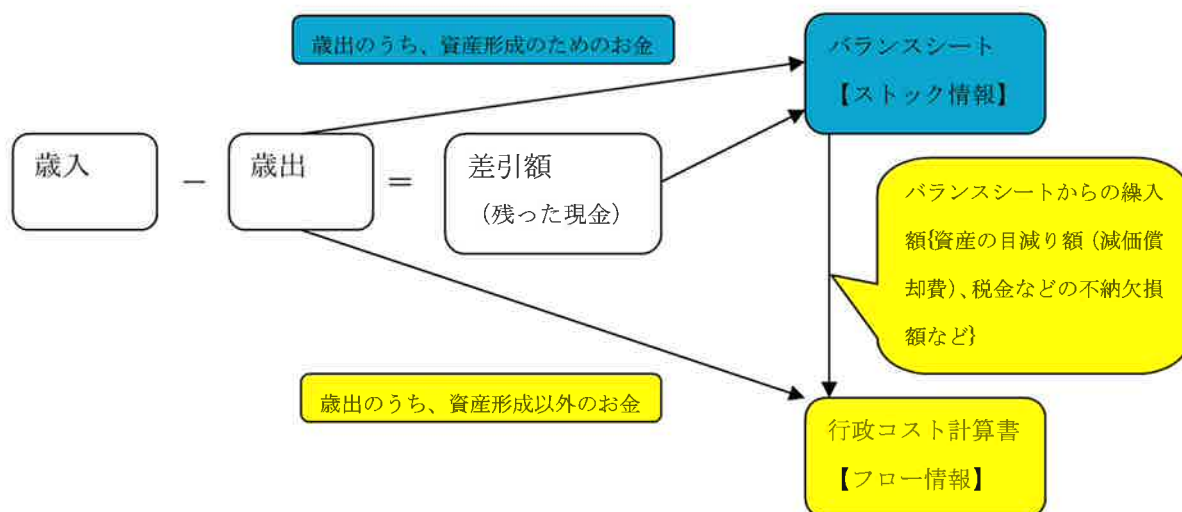 歳出のうち、資産形成のためのお金
バランスシート
【ストック情報】
歳入
－
歳出
＝
差引額
（残った現金）
バランスシートからの繰入
額{資産の目減り額（減価償
却費）、税金などの不納欠損
額など}
歳出のうち、資産形成以外のお金
行政コスト計算書
【フロー情報】